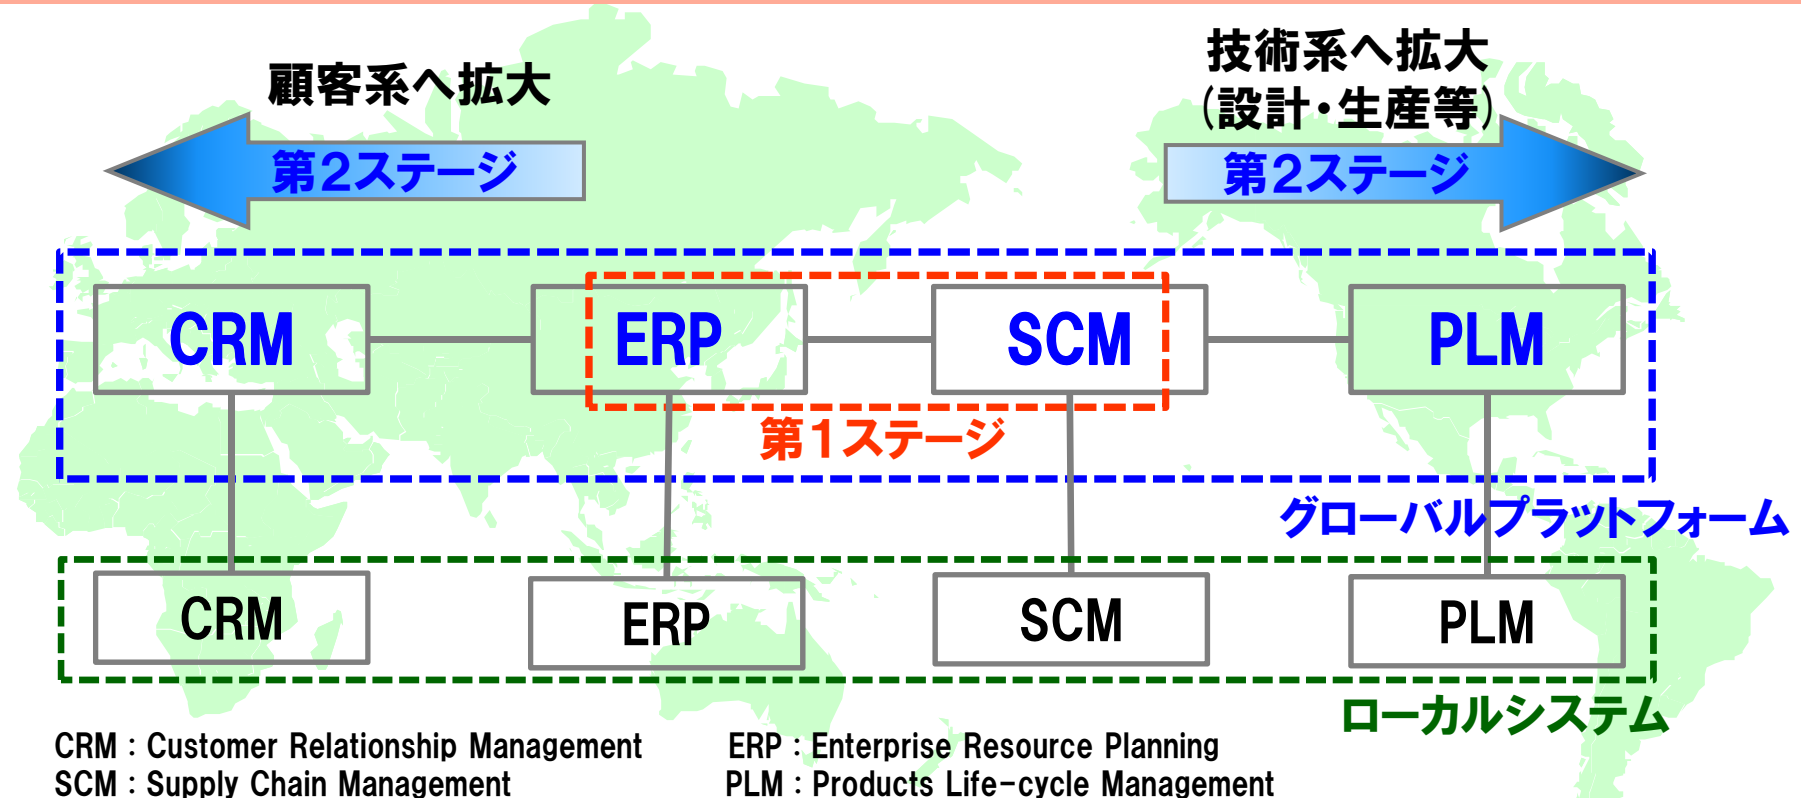 顧客系へ拡大
技術系へ拡大
(設計・生産等)
第2ステージ
第2ステージ
CRM
ERP
SCM
PLM
第1ステージ
グローバルプラットフォーム
CRM
ERP
SCM
PLM
ローカルシステム
CRM：Customer Relationship Management
ERP：Enterprise Resource Planning
SCM：Supply Chain Management
PLM：Products Life-cycle Management